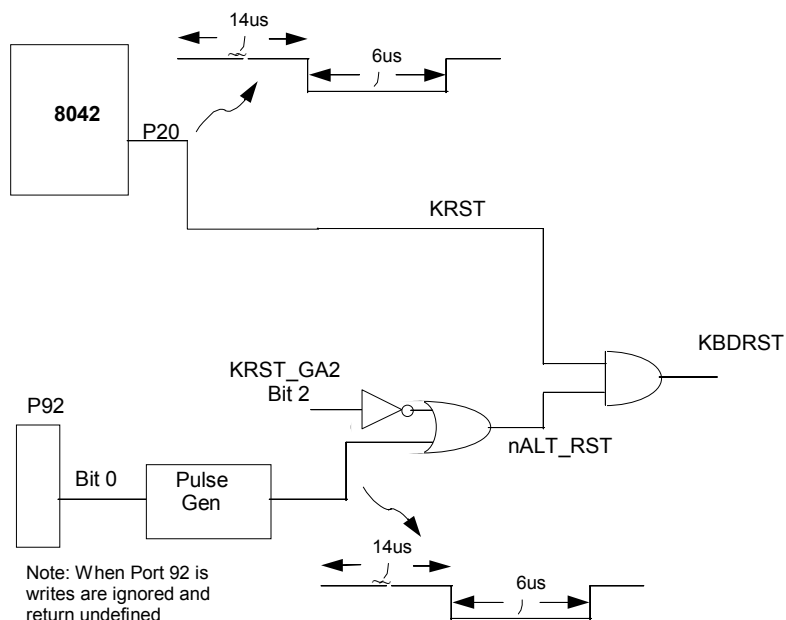 14us
6us
8042
P20
KRST
KBDRST
KRST_GA2
Bit 2
P92
nALT_RST
Bit 0
Pulse
Gen
14us
6us
Note: When Port 92 is
writes are ignored and
return undefined